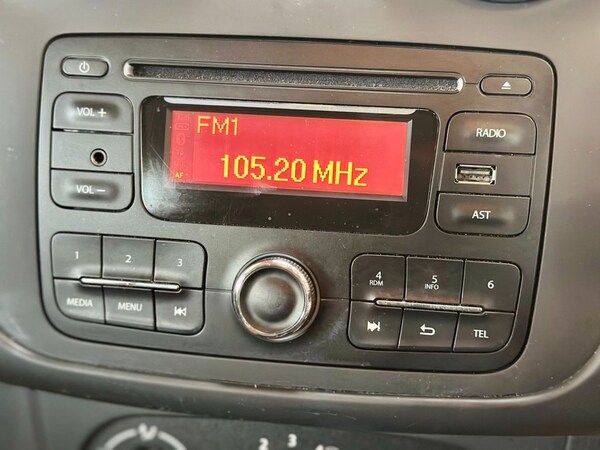 VOL +
FM1
105.20 MHz
AF
RADIO
VOL −
AST
1
2
3
4
RDM
5
INFO
6
MEDIA
MENU
TEL
2
3